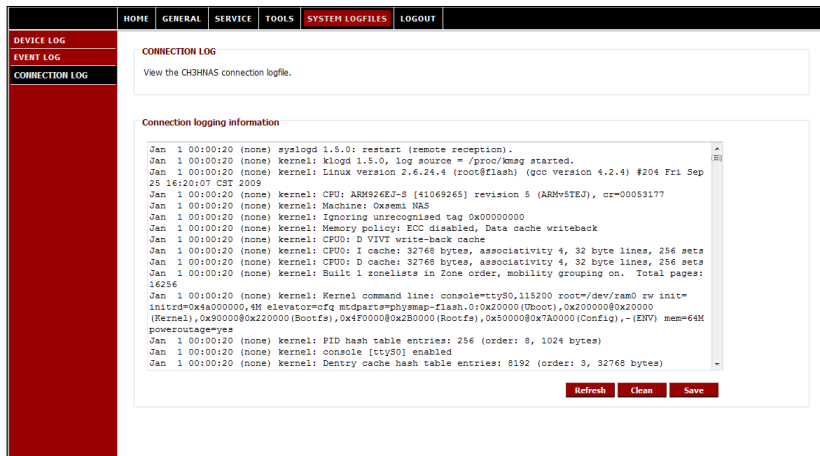 HOME GENERAL SERVICE TOOLS SYSTEM LOGFILES LOGOUT
DEVICE LOG
EVENT LOG
CONNECTION LOG
CONNECTION LOG
View the CH3HNAS connection logfile.
Connection logging information
Jan  1 00:00:20 (none) syslogd 1.5.0: restart (remote reception).
Jan  1 00:00:20 (none) kernel: klogd 1.5.0, log source = /proc/kmsg started.
Jan  1 00:00:20 (none) kernel: Linux version 2.6.24.4 (root@flash) (gcc version 4.2.4) #204 Fri Sep
25 16:20:07 CST 2009
Jan  1 00:00:20 (none) kernel: CPU: ARM926EJ-S [41069265] revision 5 (ARMv5TEJ), cr=00053177
Jan  1 00:00:20 (none) kernel: Machine: Oxsemi NAS
Jan  1 00:00:20 (none) kernel: Ignoring unrecognised tag 0x00000000
Jan  1 00:00:20 (none) kernel: Memory policy: ECC disabled, Data cache writeback
Jan  1 00:00:20 (none) kernel: CPU0: D VIVT write-back cache
Jan  1 00:00:20 (none) kernel: CPU0: I cache: 32768 bytes, associativity 4, 32 byte lines, 256 sets
Jan  1 00:00:20 (none) kernel: CPU0: D cache: 32768 bytes, associativity 4, 32 byte lines, 256 sets
Jan  1 00:00:20 (none) kernel: Built 1 zonelists in Zone order, mobility grouping on.  Total pages:
16256
Jan  1 00:00:20 (none) kernel: Kernel command line: console=ttyS0,115200 root=/dev/ram0 rw init=
initrd=0x4a000000,4M elevator=cfq mtdparts=physmap-flash.0:0x20000(Uboot),0x200000@0x20000
(Kernel),0x90000@0x220000(Bootfs),0x4F0000@0x2B0000(Rootfs),0x50000@0x7A0000(Config),-(ENV) mem=64M
poweroutage=yes
Jan  1 00:00:20 (none) kernel: PID hash table entries: 256 (order: 8, 1024 bytes)
Jan  1 00:00:20 (none) kernel: console [ttyS0] enabled
Jan  1 00:00:20 (none) kernel: Dentry cache hash table entries: 8192 (order: 3, 32768 bytes)
Refresh Clean Save